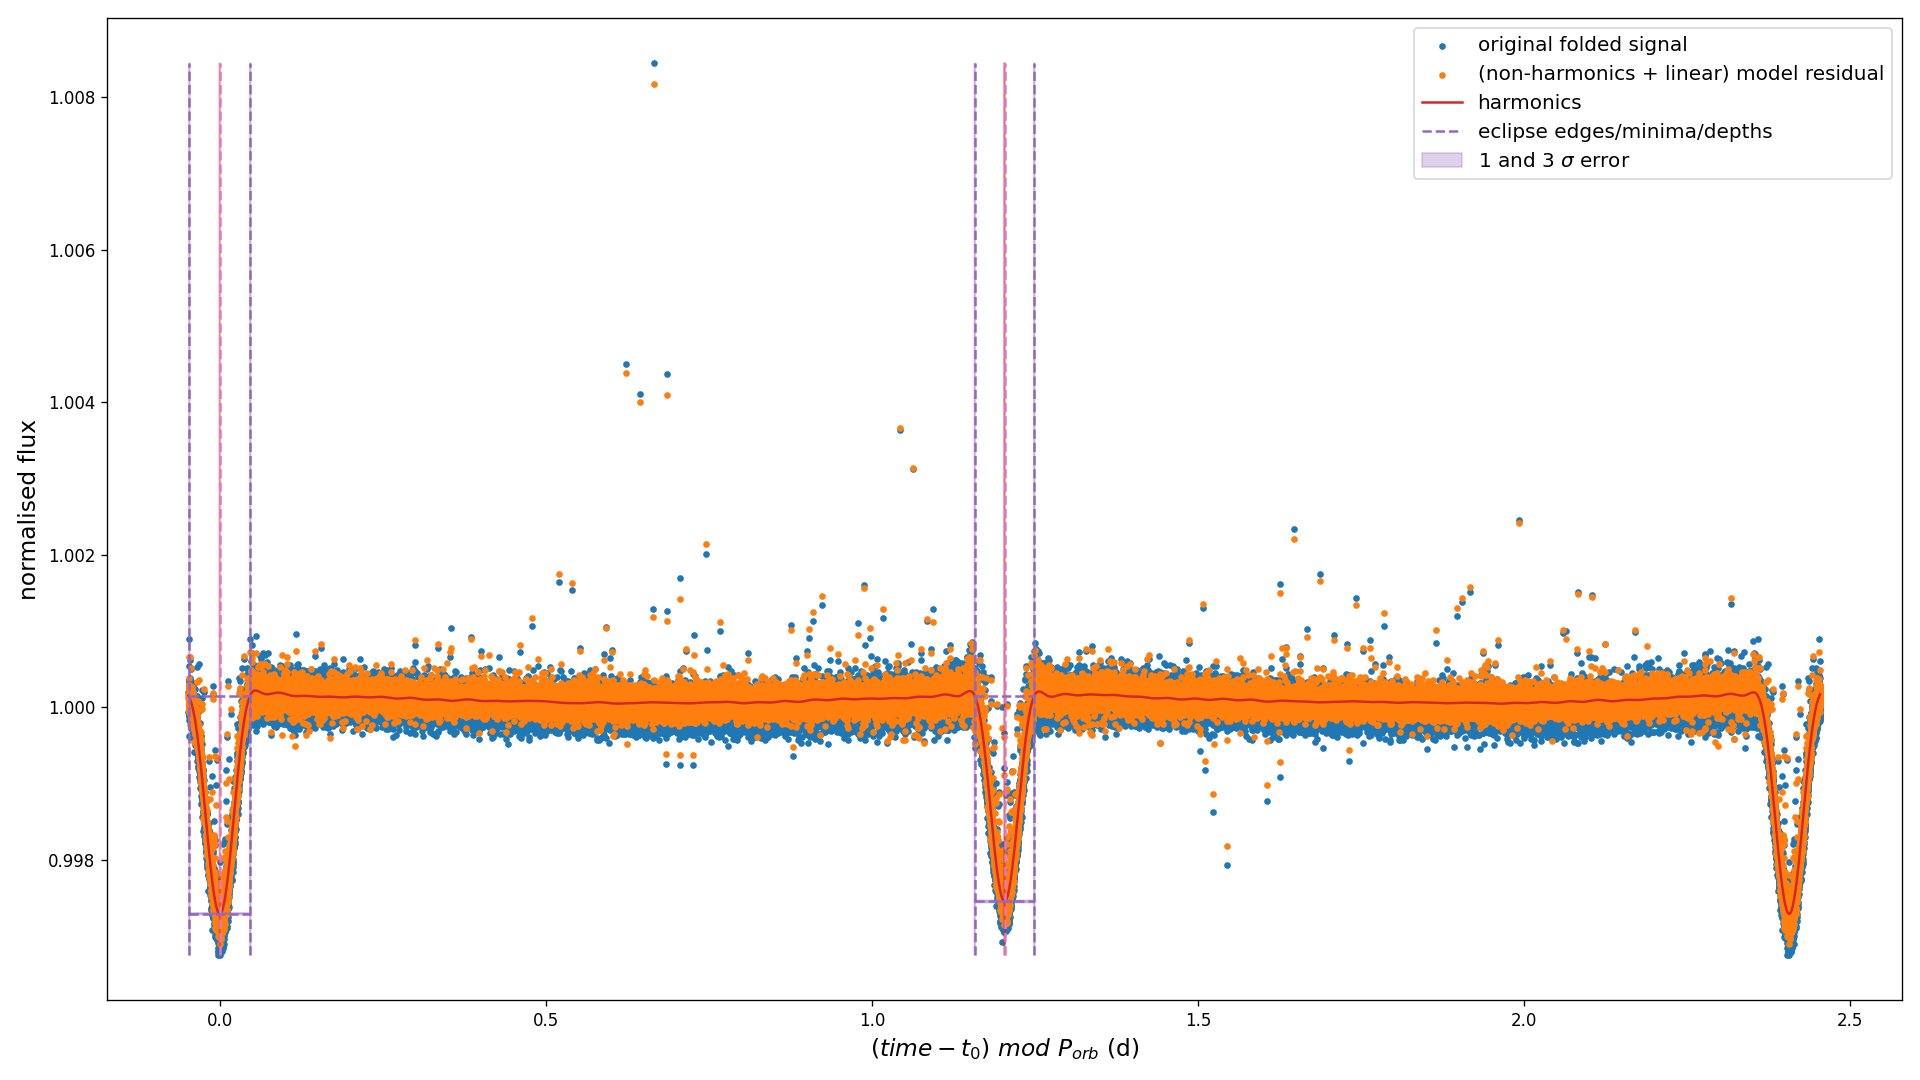 original folded signal
(non-harmonics + linear) model residual
harmonics
eclipse edges/minima/depths
1 and 3 σ error
normalised flux
1.008
1.006
1.004
1.002
1.000
0.998
0.0 0.5 1.0 1.5 2.0 2.5
(time − t₀) mod Pₒᵣb (d)